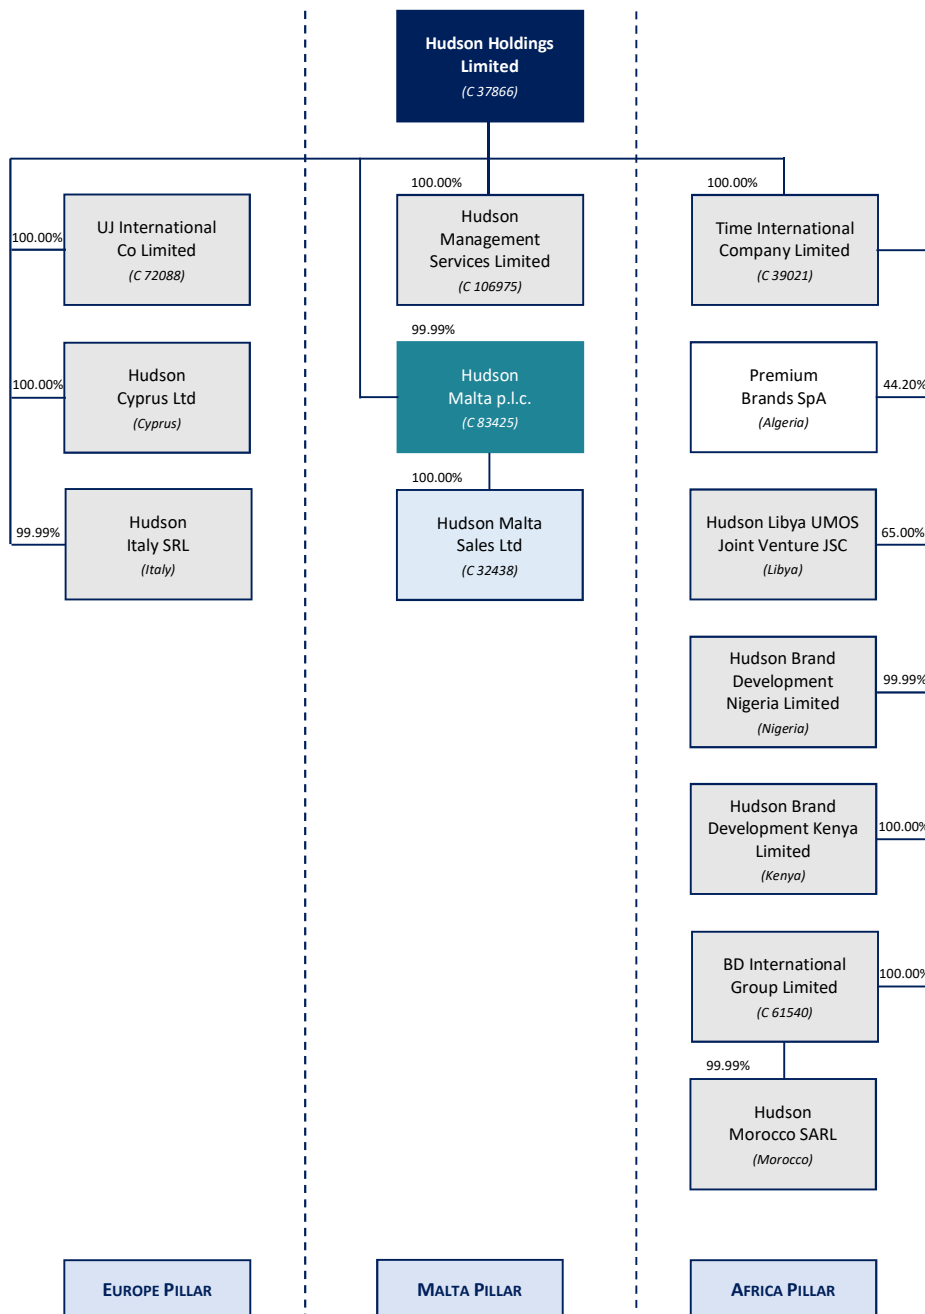 Hudson Holdings
Limited
(C 37866)
100.00%
UJ International
Co Limited
(C 72088)
100.00%
Hudson
Cyprus Ltd
(Cyprus)
99.99%
Hudson
Italy SRL
(Italy)
EUROPE PILLAR
100.00%
Hudson
Management
Services Limited
(C 106975)
99.99%
Hudson
Malta p.l.c.
(C 83425)
100.00%
Hudson Malta
Sales Ltd
(C 32438)
MALTA PILLAR
100.00%
Time International
Company Limited
(C 39021)
Premium
Brands SpA
(Algeria)
44.20%
Hudson Libya UMOS
Joint Venture JSC
(Libya)
65.00%
Hudson Brand
Development
Nigeria Limited
(Nigeria)
99.99%
Hudson Brand
Development Kenya
Limited
(Kenya)
100.00%
BD International
Group Limited
(C 61540)
100.00%
99.99%
Hudson
Morocco SARL
(Morocco)
AFRICA PILLAR